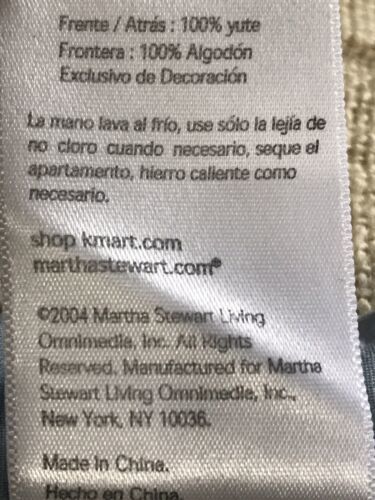 Frente / Atrás : 100% yute
Frontera : 100% Algodón
Exclusivo de Decoración
La mano lava al frío, use sólo la lejía de
no cloro cuando necesario, seque el
apartamento, hierro caliente como
necesario.
shop kmart.com
marthastewart.com®
©2004 Martha Stewart Living
Omnimedia, Inc. All Rights
Reserved. Manufactured for Martha
Stewart Living Omnimedia, Inc.,
New York, NY 10036.
Made in China.
Hecho en China.